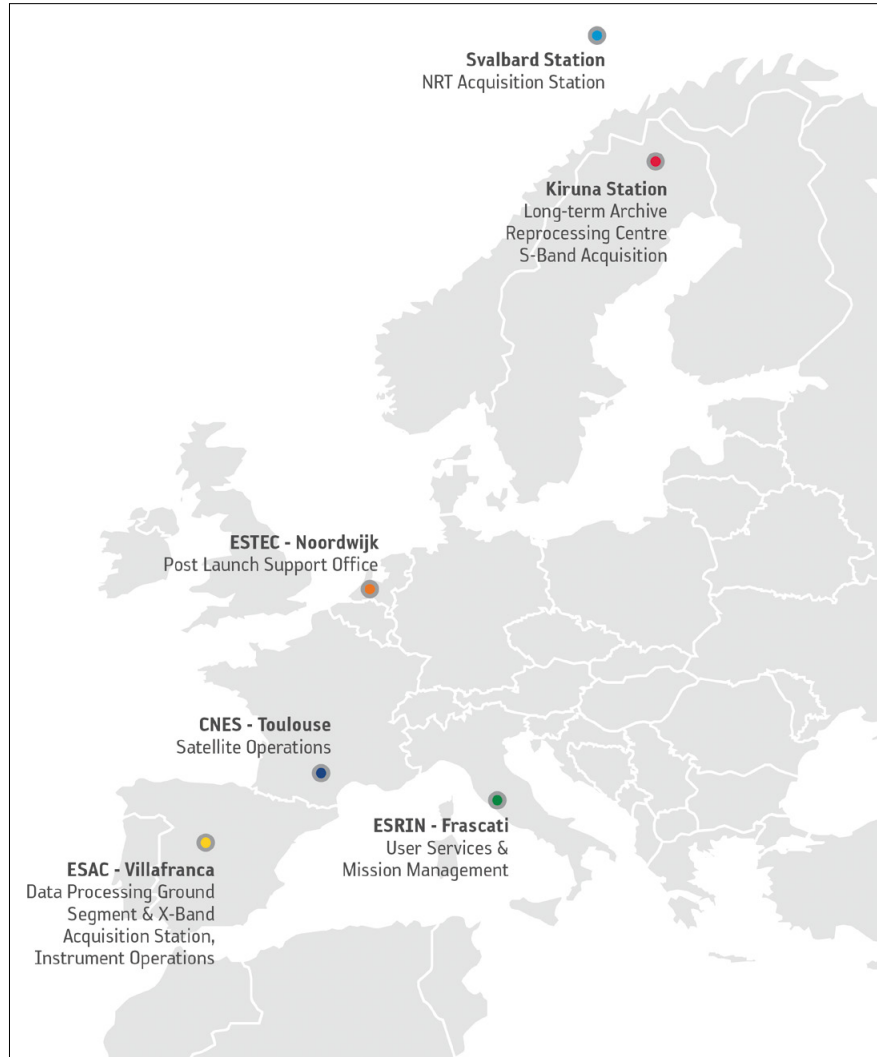 Svalbard Station
NRT Acquisition Station
Kiruna Station
Long-term Archive
Reprocessing Centre
S-Band Acquisition
ESTEC - Noordwijk
Post Launch Support Office
CNES - Toulouse
Satellite Operations
ESRIN - Frascati
User Services &
Mission Management
ESAC - Villafranca
Data Processing Ground
Segment & X-Band
Acquisition Station,
Instrument Operations